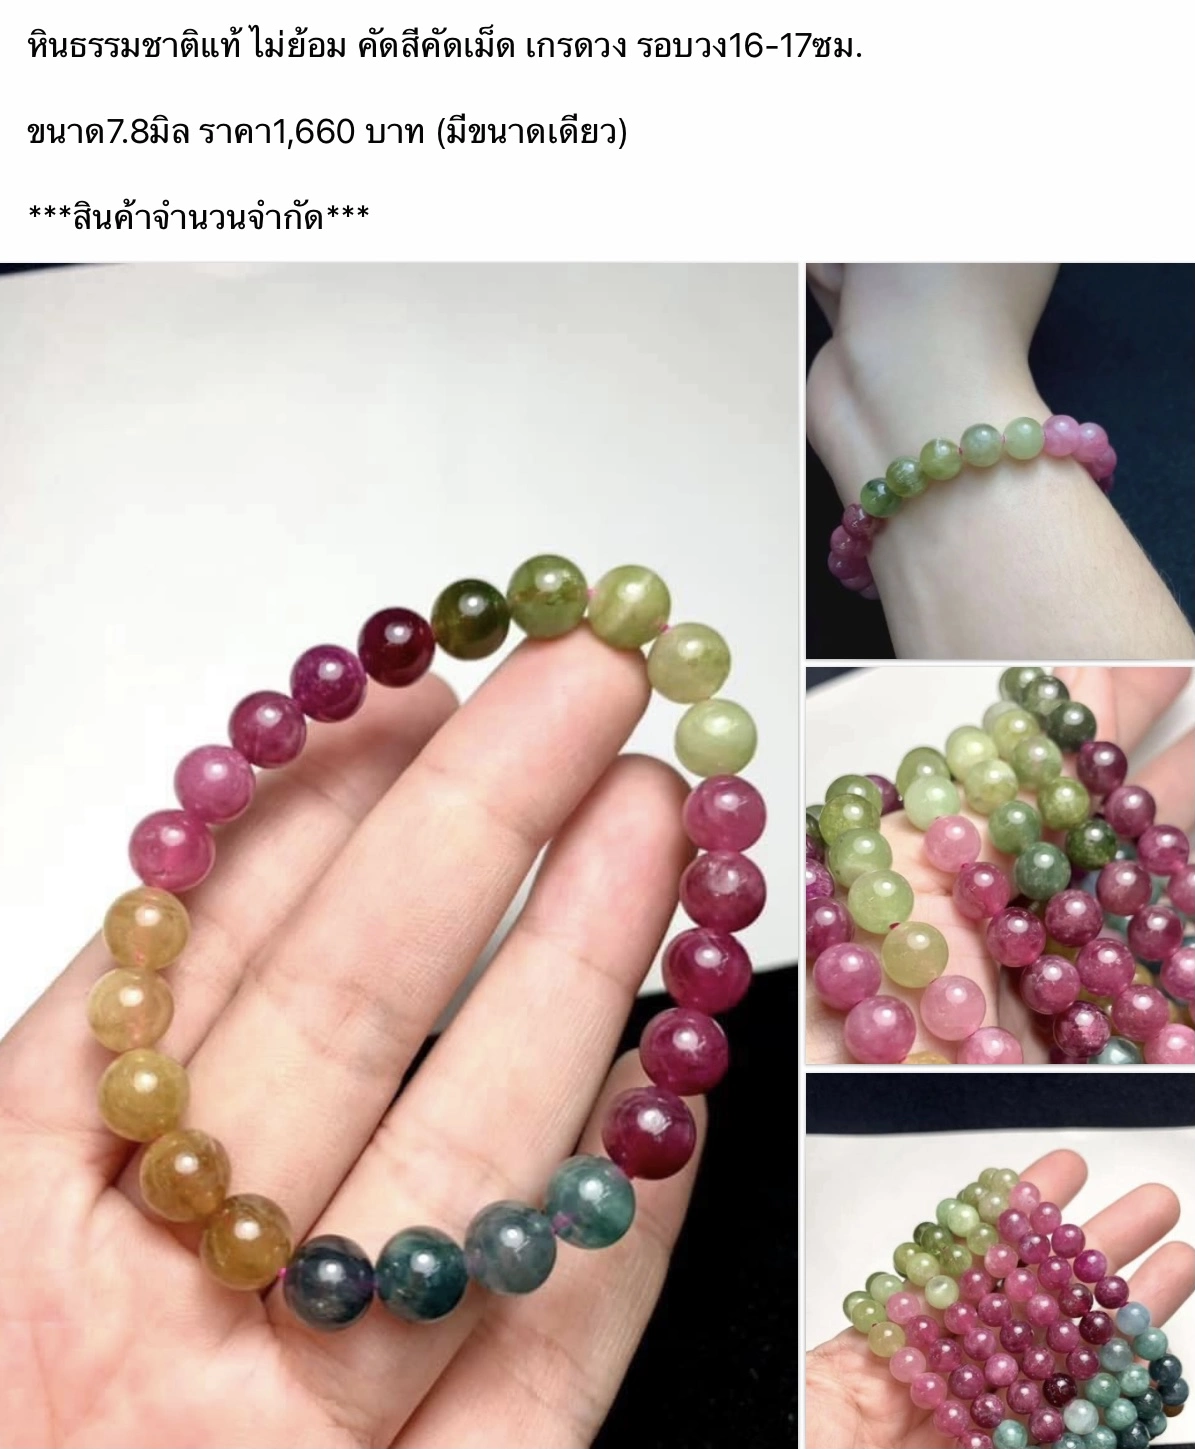 หินธรรมชาติแท้ ไม่ย้อม คัดสีคัดเม็ด เกรดวง รอบวง16-17ซม.
ขนาด7.8มิล ราคา1,660 บาท (มีขนาดเดียว)
***สินค้าจำนวนจำกัด***